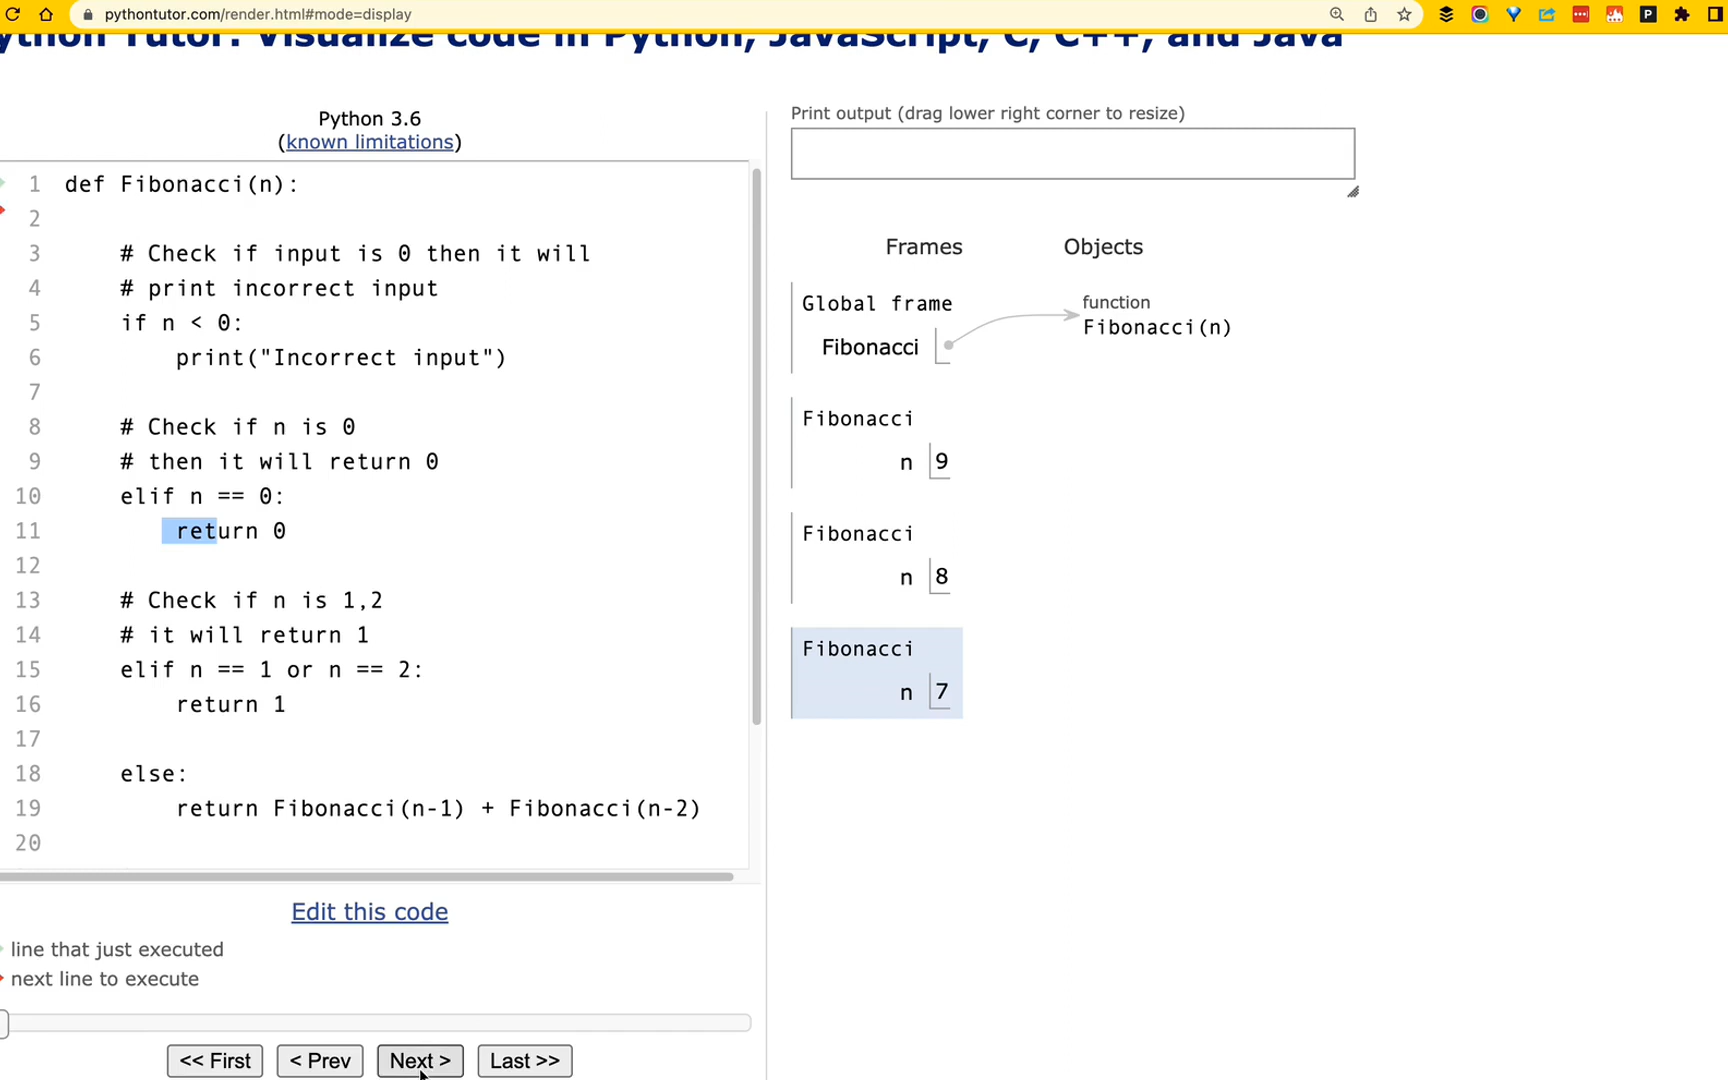 pythontutor.com/render.html#mode=display
ython Tutor: Visualize code in Python, JavaScript, C, C++, and Java
Python 3.6
(known limitations)
1 def Fibonacci(n):
2
3 # Check if input is 0 then it will
4 # print incorrect input
5 if n < 0:
6 print("Incorrect input")
7
8 # Check if n is 0
9 # then it will return 0
10 elif n == 0:
11 return 0
12
13 # Check if n is 1,2
14 # it will return 1
15 elif n == 1 or n == 2:
16 return 1
17
18 else:
19 return Fibonacci(n-1) + Fibonacci(n-2)
20
Edit this code
line that just executed
next line to execute
<< First < Prev Next > Last >>
Print output (drag lower right corner to resize)
Frames Objects
Global frame
Fibonacci
function
Fibonacci(n)
Fibonacci
n 9
Fibonacci
n 8
Fibonacci
n 7
P